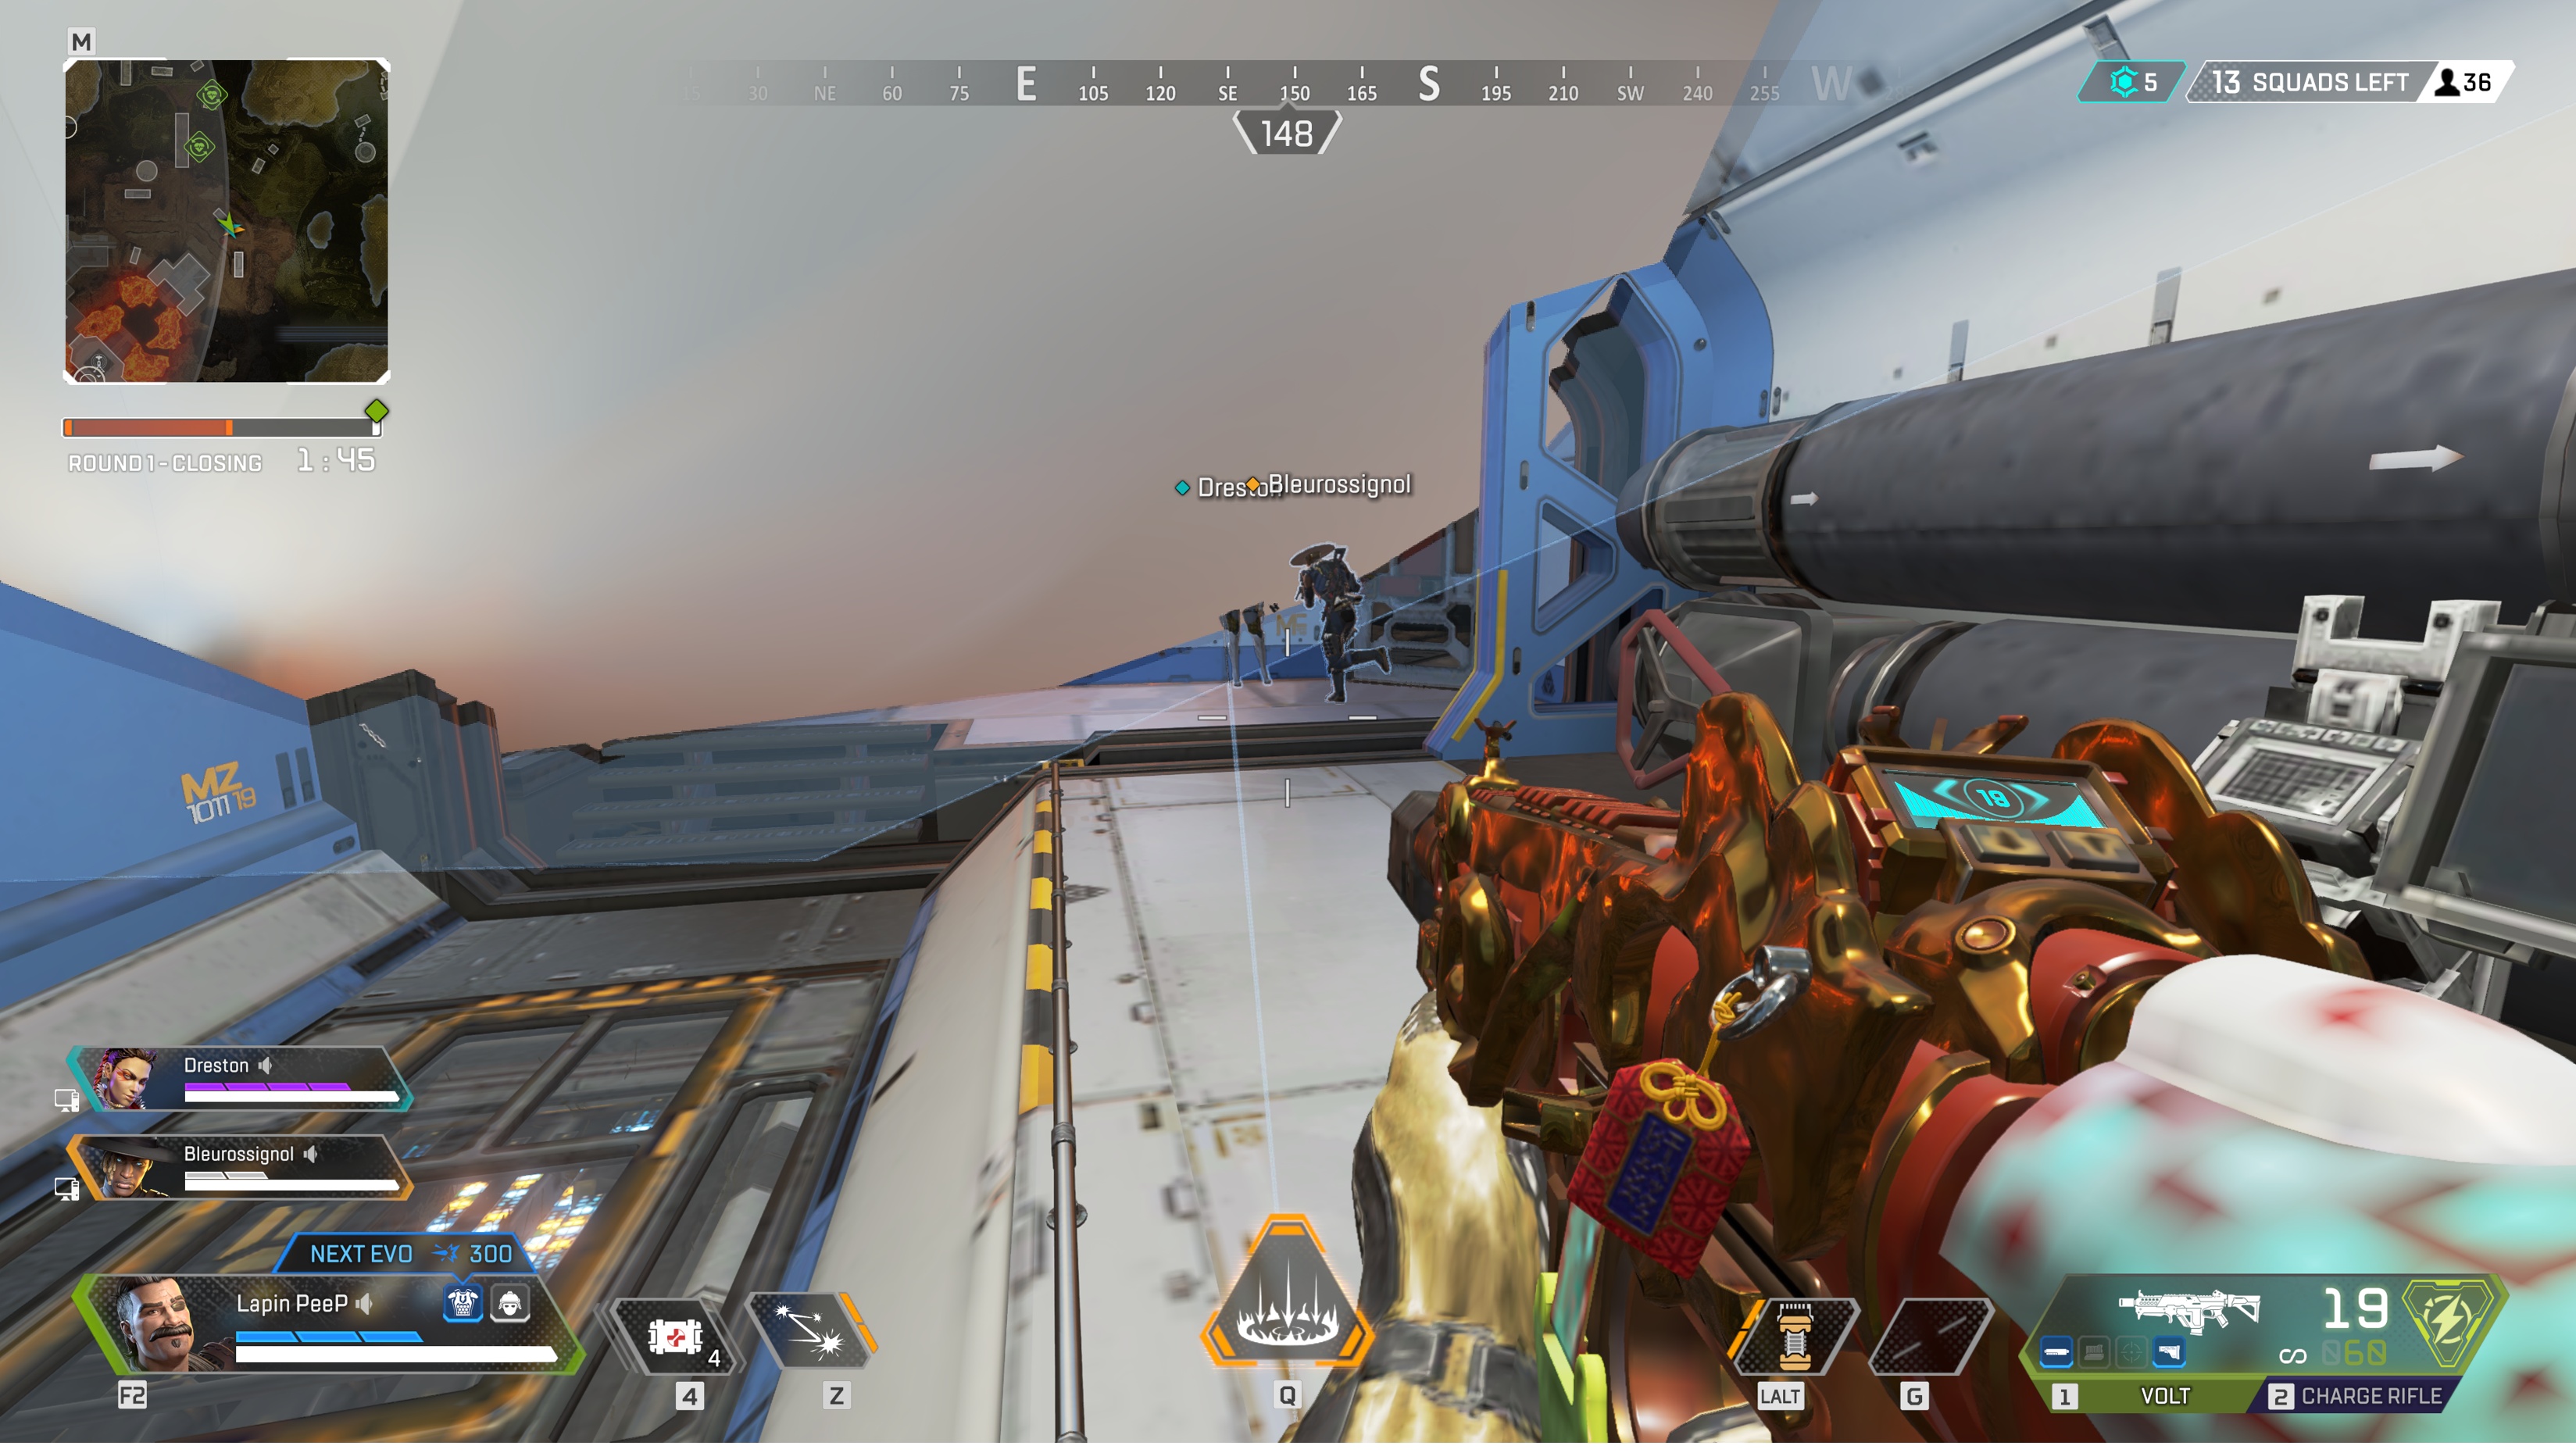 M
15 30 NE 60 75 E 105 120 SE 150 165 S 195 210 SW 240 255 W
148
5
13 SQUADS LEFT 36
ROUND 1 - CLOSING 1:45
Dreston
Bleurossignol
MZ
101119
19
Dreston
Bleurossignol
NEXT EVO 300
Lapin PeeP
F2
4
4
Z
Q
LALT
G
19
060
1 VOLT
2 CHARGE RIFLE